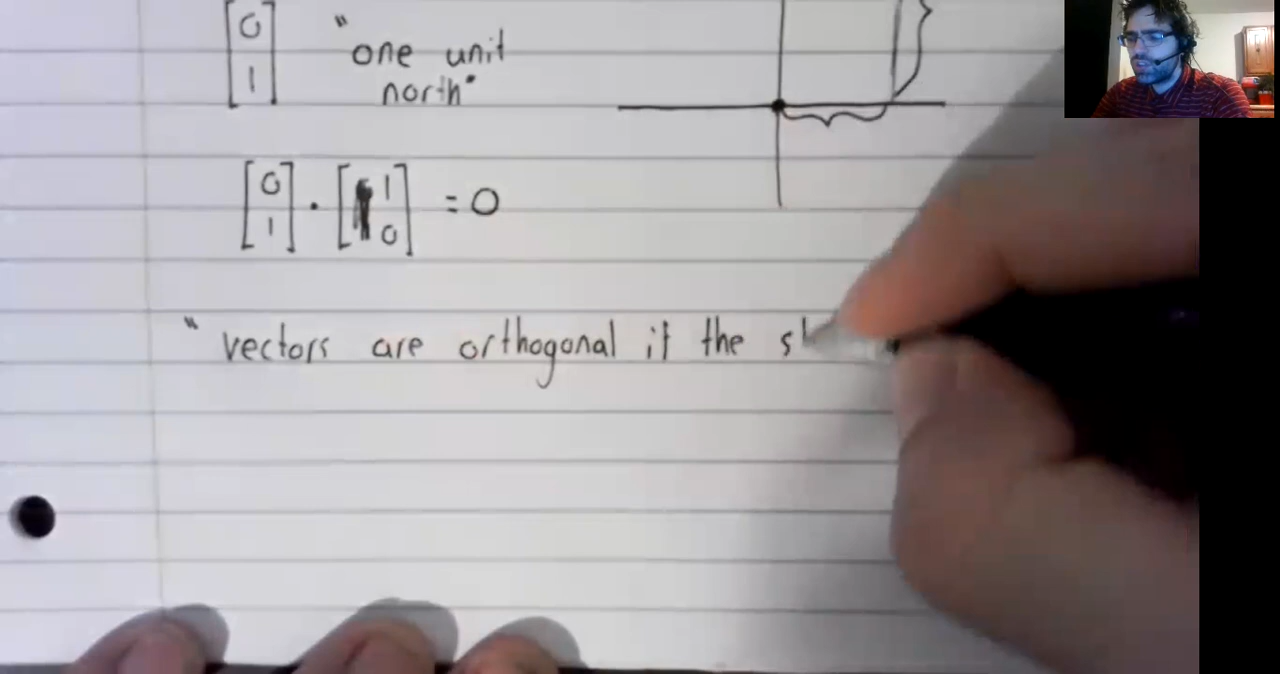 [0 1] "one unit
north"
[0 1] · [1 0] = 0
" vectors are orthogonal if the